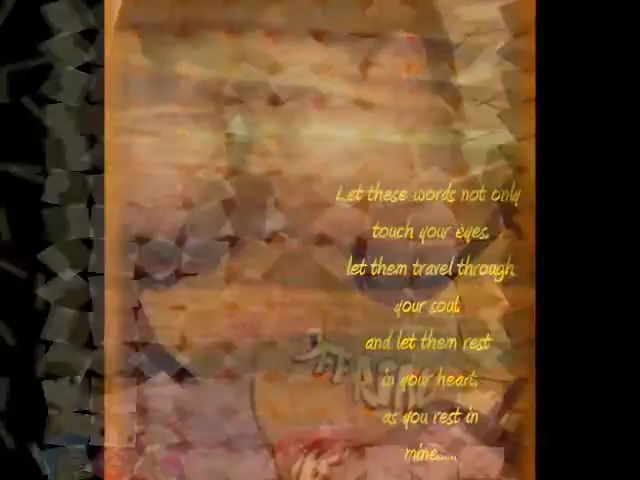 Let these words not only
touch your eyes,
let them travel through
your soul,
and let them rest
in your heart,
as you rest in
mine.....